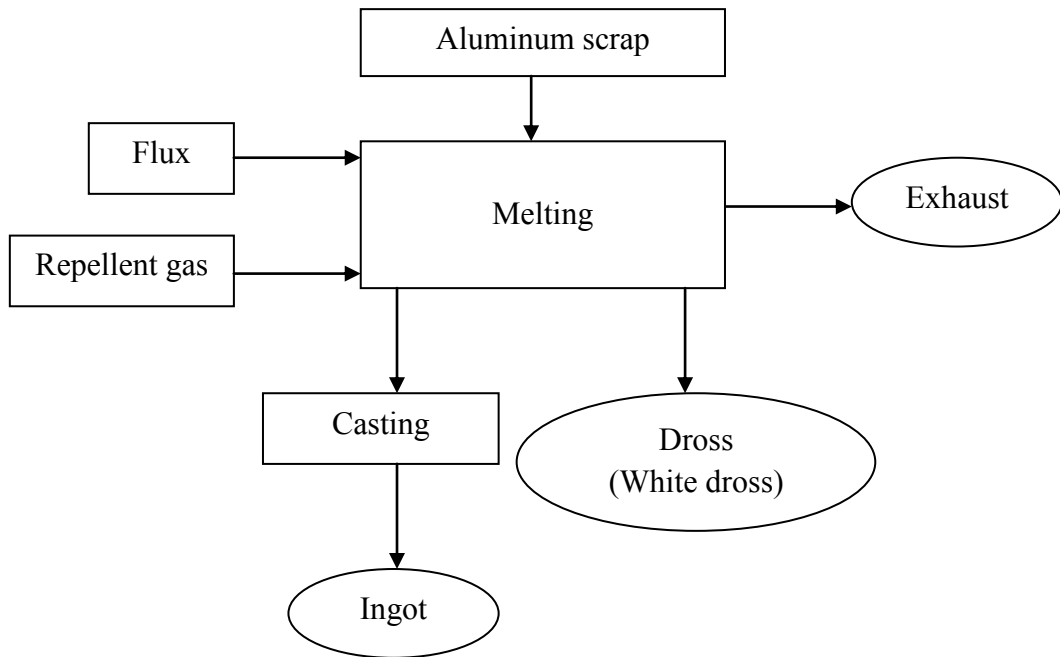 Aluminum scrap
Flux
Melting
Exhaust
Repellent gas
Casting
Dross
(White dross)
Ingot